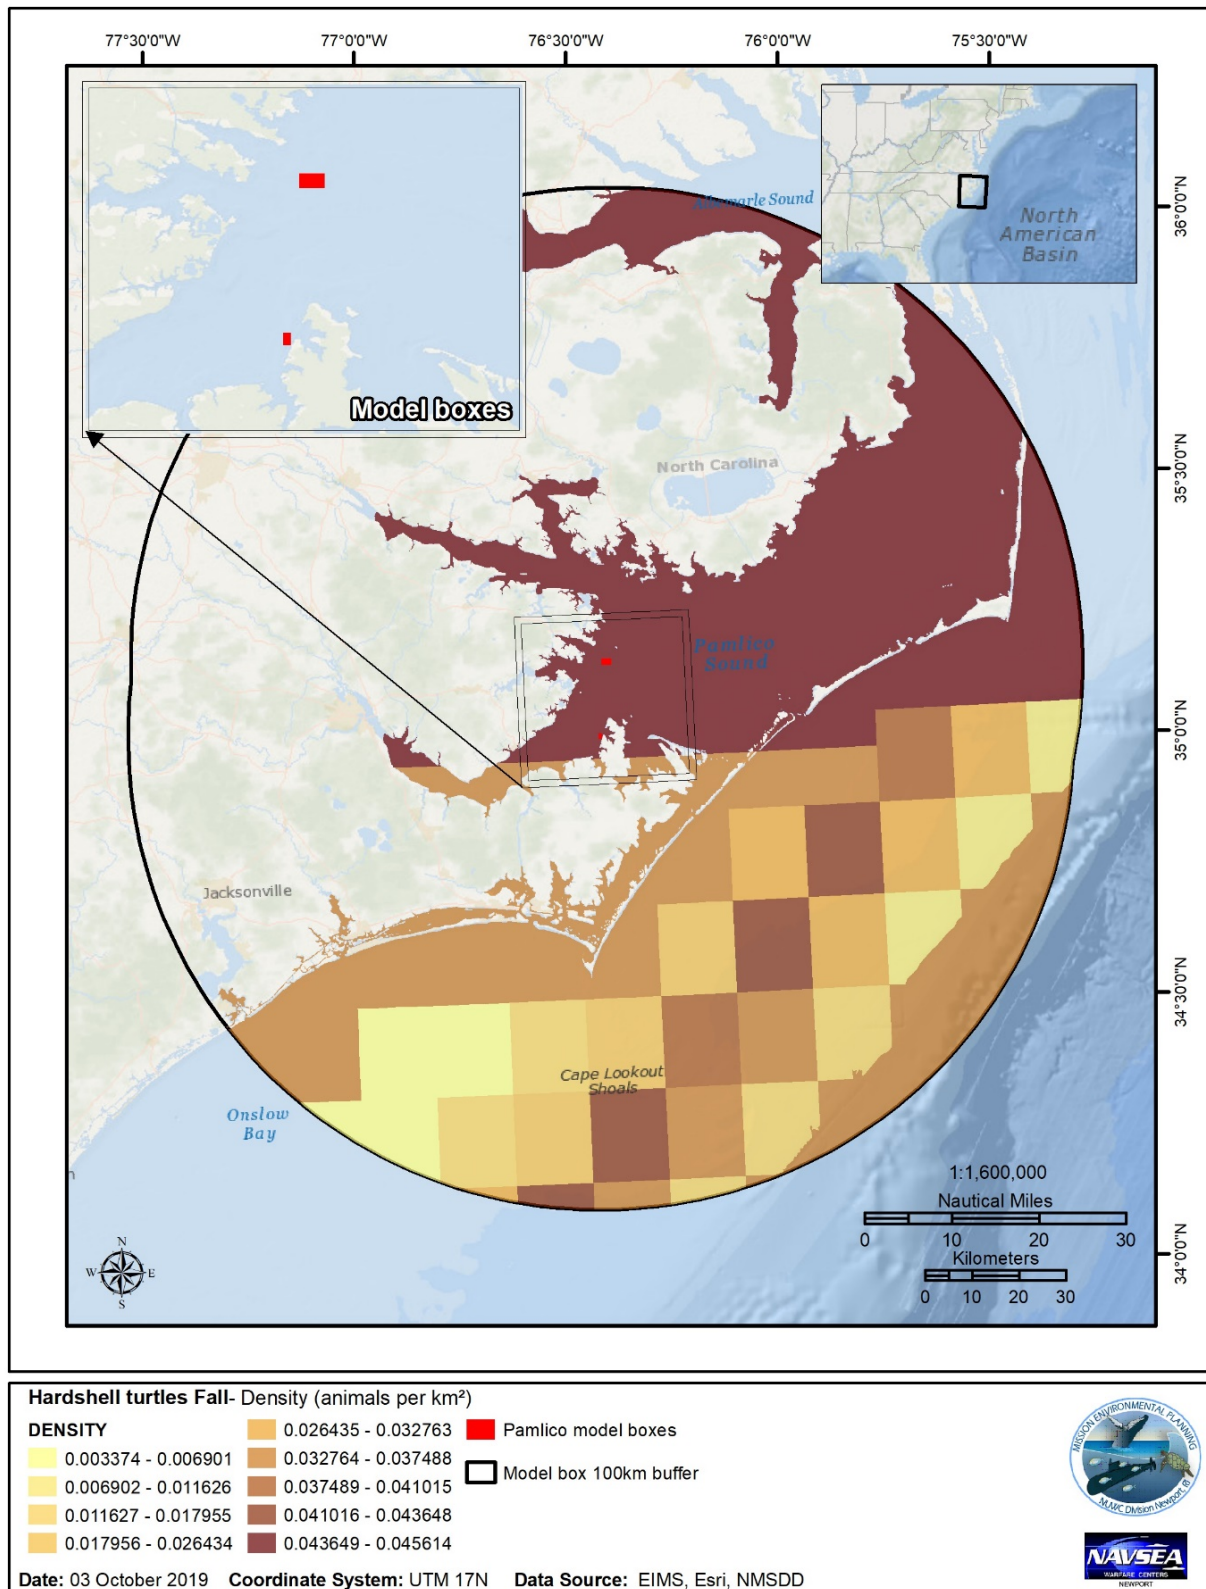 77°30'0"W 77°0'0"W 76°30'0"W 76°0'0"W 75°30'0"W
36°0'0"N
35°30'0"N
35°0'0"N
34°30'0"N
34°0'0"N
Model boxes
Albemarle Sound
North
American
Basin
North Carolina
Pamlico
Sound
Jacksonville
Cape Lookout
Shoals
Onslow
Bay
n
N
W E
S
1:1,600,000
Nautical Miles
0 10 20 30
Kilometers
0 10 20 30
Hardshell turtles Fall- Density (animals per km²)
DENSITY
0.003374 - 0.006901
0.006902 - 0.011626
0.011627 - 0.017955
0.017956 - 0.026434
0.026435 - 0.032763
0.032764 - 0.037488
0.037489 - 0.041015
0.041016 - 0.043648
0.043649 - 0.045614
Pamlico model boxes
Model box 100km buffer
MISSION ENVIRONMENTAL PLANNING
NUWC Division Newport, RI
NAVSEA
WARFARE CENTERS
NEWPORT
Date: 03 October 2019 Coordinate System: UTM 17N Data Source: EIMS, Esri, NMSDD